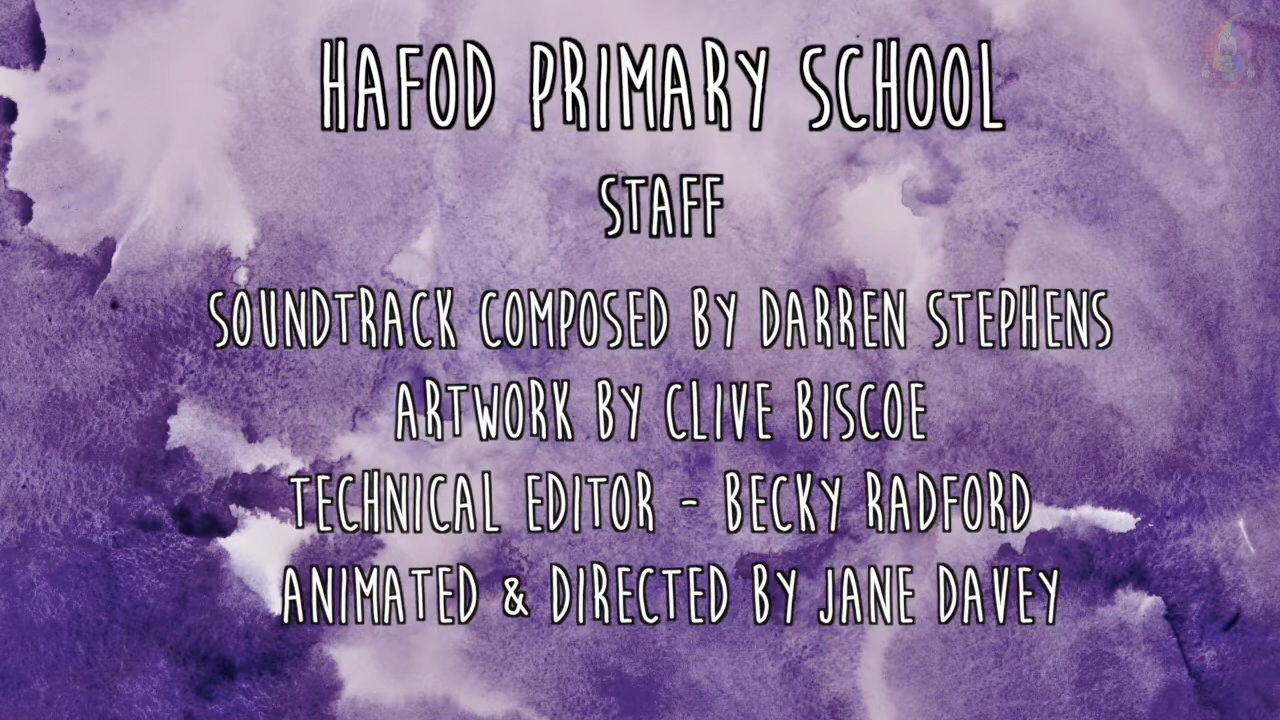 HAFOD PRIMARY SCHOOL
STAFF
SOUNDTRACK COMPOSED BY DARREN STEPHENS
ARTWORK BY CLIVE BISCOE
TECHNICAL EDITOR - BECKY RADFORD
ANIMATED & DIRECTED BY JANE DAVEY